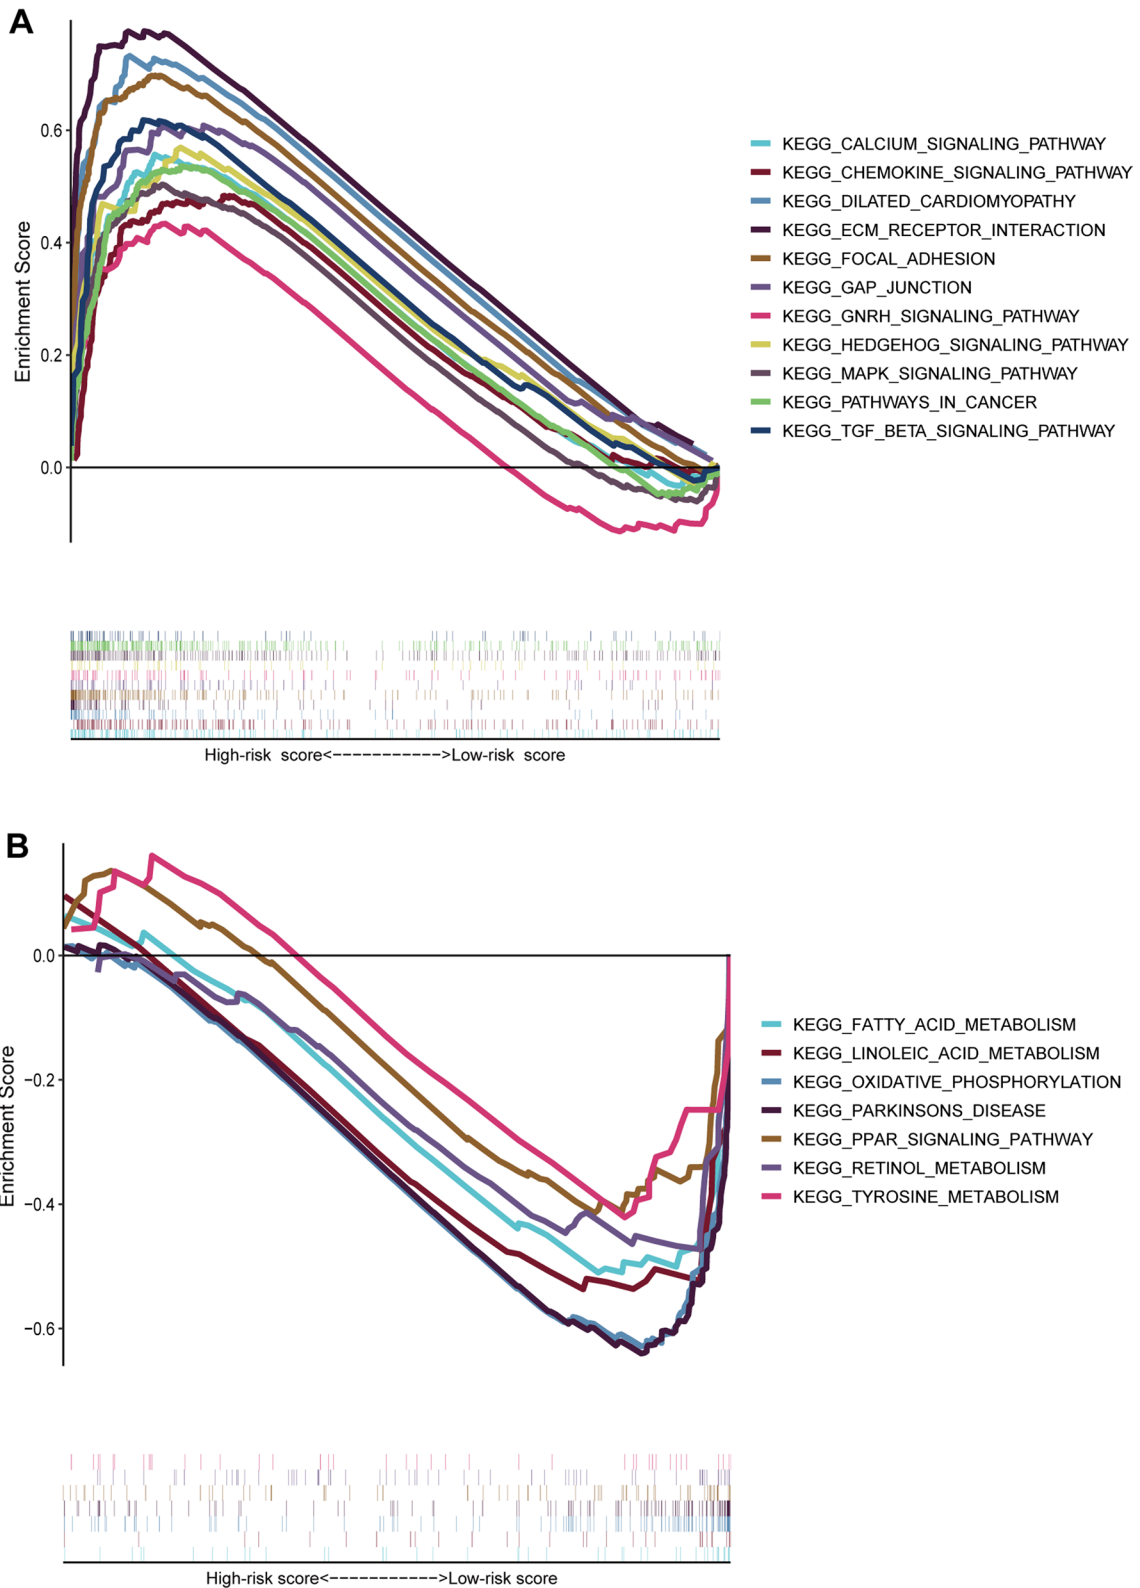 A
Enrichment Score
0.6
0.4
0.2
0.0
KEGG_CALCIUM_SIGNALING_PATHWAY
KEGG_CHEMOKINE_SIGNALING_PATHWAY
KEGG_DILATED_CARDIOMYOPATHY
KEGG_ECM_RECEPTOR_INTERACTION
KEGG_FOCAL_ADHESION
KEGG_GAP_JUNCTION
KEGG_GNRH_SIGNALING_PATHWAY
KEGG_HEDGEHOG_SIGNALING_PATHWAY
KEGG_MAPK_SIGNALING_PATHWAY
KEGG_PATHWAYS_IN_CANCER
KEGG_TGF_BETA_SIGNALING_PATHWAY
High-risk score<----------->Low-risk score
B
Enrichment Score
0.0
−0.2
−0.4
−0.6
KEGG_FATTY_ACID_METABOLISM
KEGG_LINOLEIC_ACID_METABOLISM
KEGG_OXIDATIVE_PHOSPHORYLATION
KEGG_PARKINSONS_DISEASE
KEGG_PPAR_SIGNALING_PATHWAY
KEGG_RETINOL_METABOLISM
KEGG_TYROSINE_METABOLISM
High-risk score<----------->Low-risk score